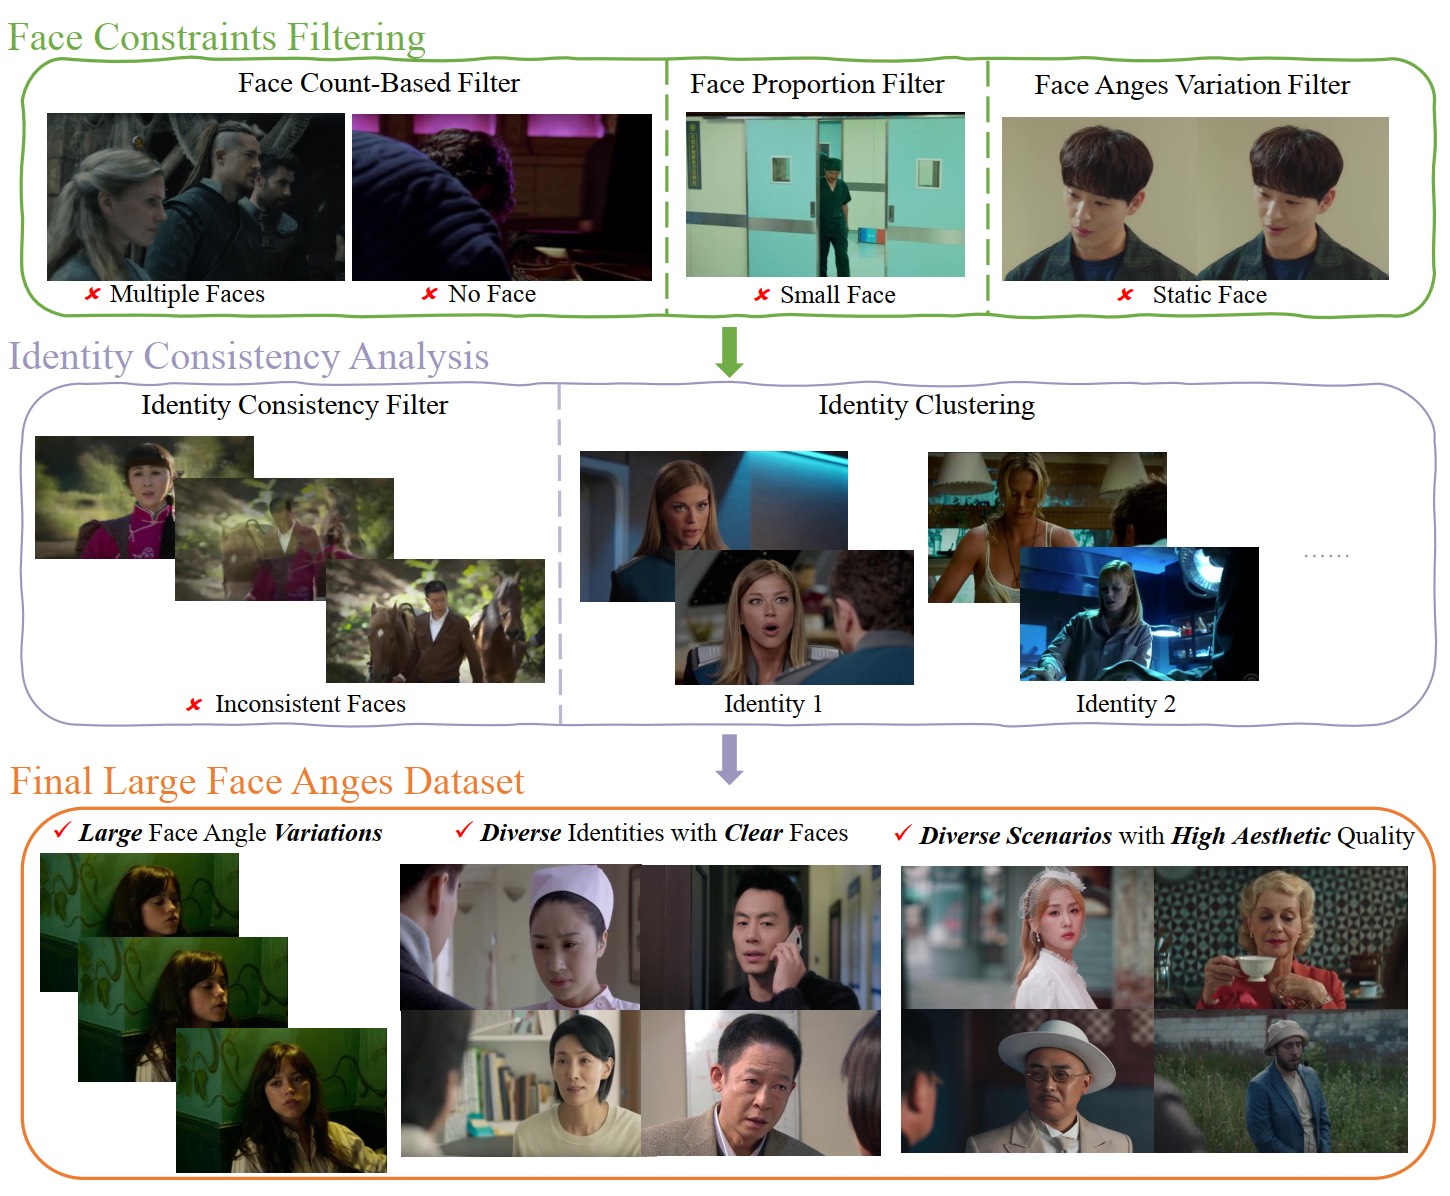 Face Constraints Filtering
Face Count-Based Filter
Face Proportion Filter
Face Anges Variation Filter
✘ Multiple Faces
✘ No Face
✘ Small Face
✘ Static Face
Identity Consistency Analysis
Identity Consistency Filter
Identity Clustering
......
✘ Inconsistent Faces
Identity 1
Identity 2
Final Large Face Anges Dataset
✓ Large Face Angle Variations
✓ Diverse Identities with Clear Faces
✓ Diverse Scenarios with High Aesthetic Quality